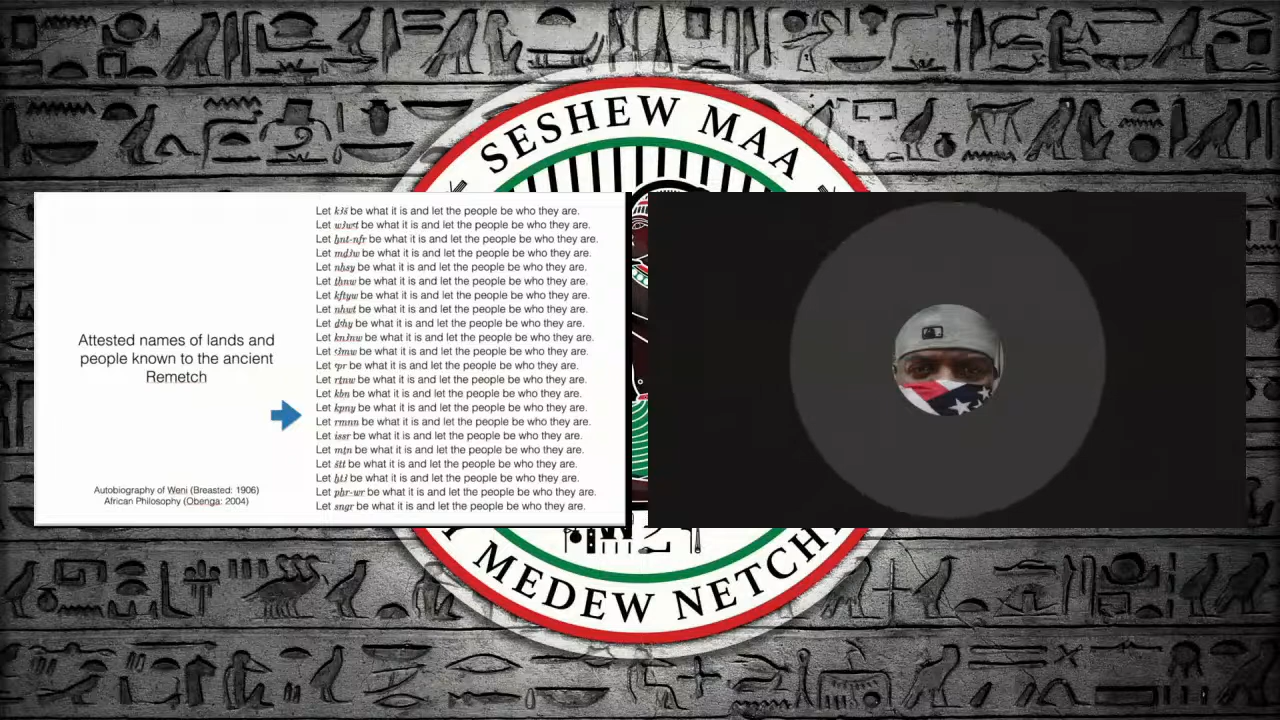 SESHEW MAA
Attested names of lands and
people known to the ancient
Remetch
Autobiography of Weni (Breasted: 1906)
African Philosophy (Obenga: 2004)
Let kꜣš be what it is and let the people be who they are.
Let wꜣwꜣt be what it is and let the people be who they are.
Let ḫnt-nfr be what it is and let the people be who they are.
Let mḏꜣw be what it is and let the people be who they are.
Let nḥsy be what it is and let the people be who they are.
Let ṯḥnw be what it is and let the people be who they are.
Let kftyw be what it is and let the people be who they are.
Let nhwt be what it is and let the people be who they are.
Let be what it is and let the people be who they are.
Let knꜣnw be what it is and let the people be who they are.
Let ꜥꜣmw be what it is and let the people be who they are.
Let ꜥpr be what it is and let the people be who they are.
Let rtnw be what it is and let the people be who they are.
Let kbn be what it is and let the people be who they are.
Let kpny be what it is and let the people be who they are.
Let rmnn be what it is and let the people be who they are.
Let issr be what it is and let the people be who they are.
Let mtn be what it is and let the people be who they are.
Let štt be what it is and let the people be who they are.
Let ḫtꜣ be what it is and let the people be who they are.
Let pḫr-wr be what it is and let the people be who they are.
Let sngr be what it is and let the people be who they are.
MEDEW NETCH